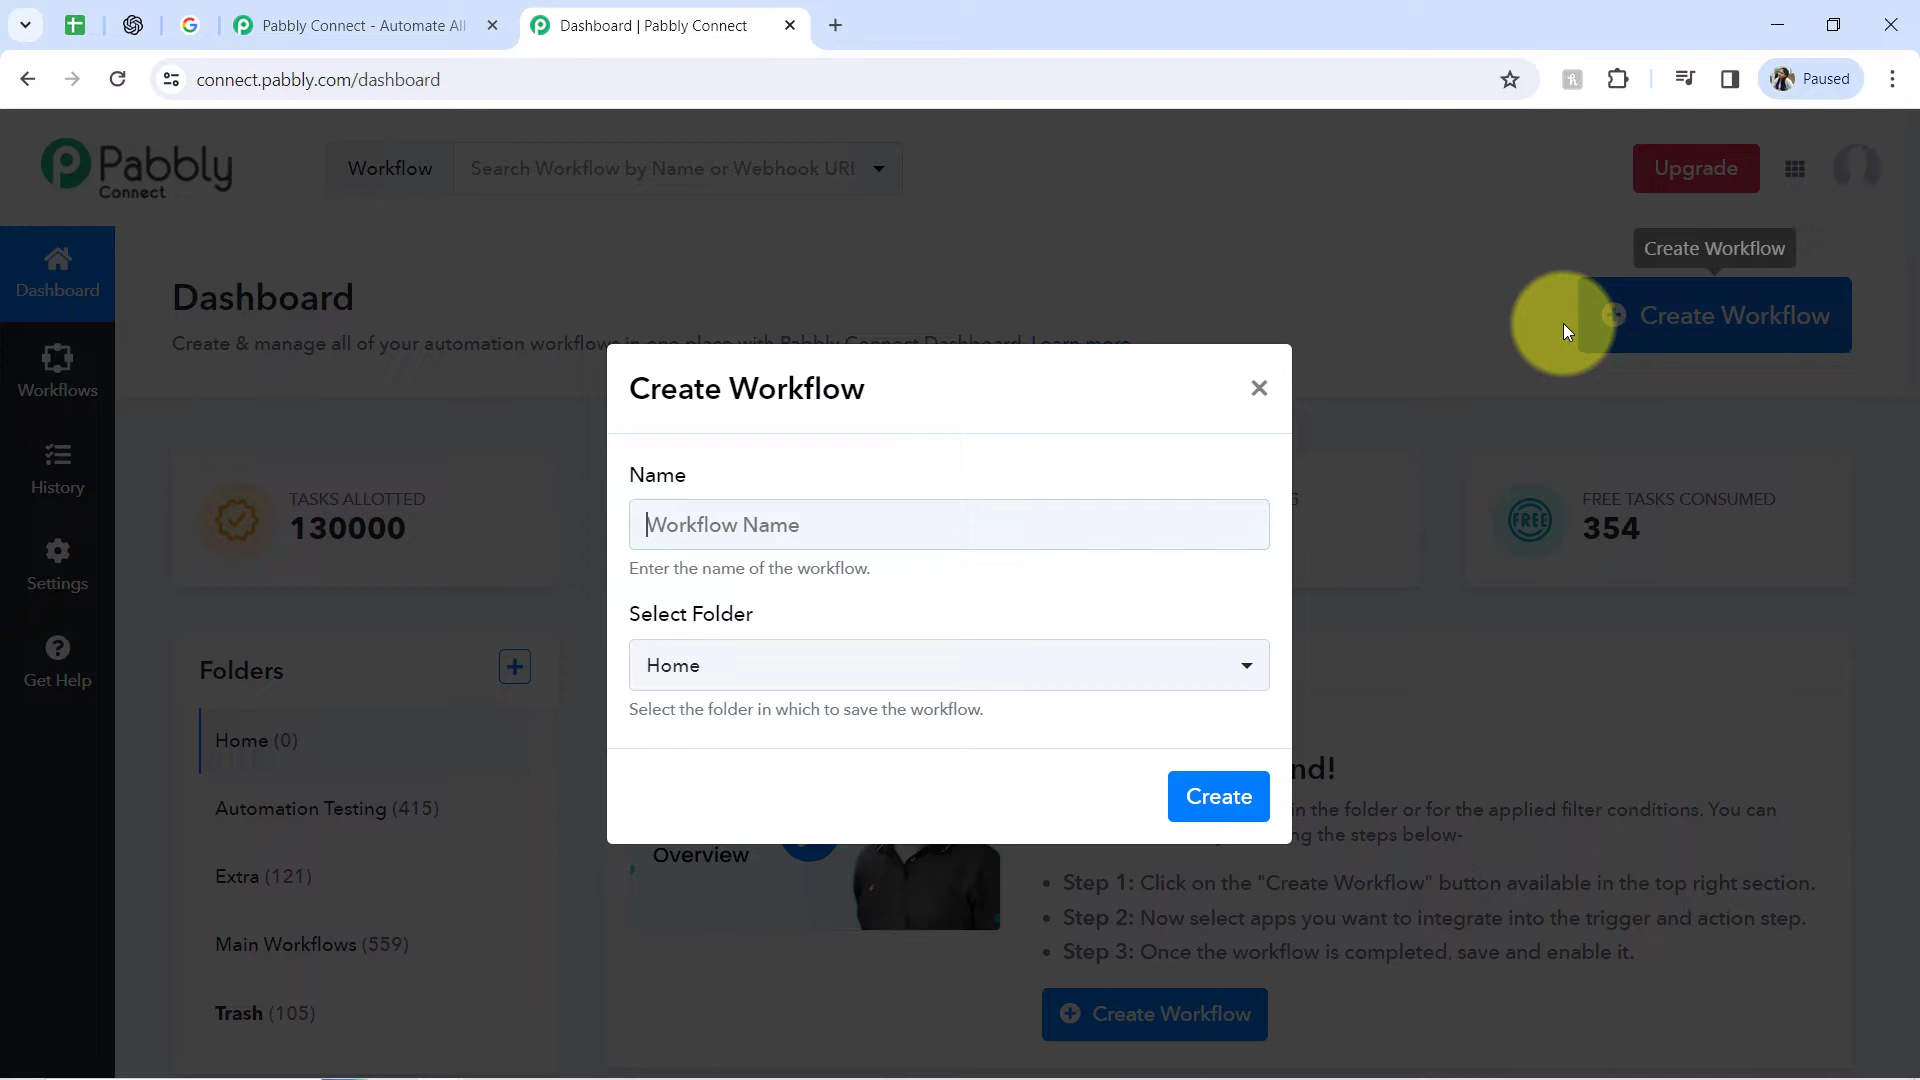 Pabbly Connect - Automate All
Dashboard | Pabbly Connect
connect.pabbly.com/dashboard
Paused
Pabbly
Connect
Workflow
Search Workflow by Name or Webhook URL
Upgrade
Create Workflow
Dashboard
Workflows
History
Settings
Get Help
Dashboard
Create & manage all of your automation workflows in one place with Pabbly Connect Dashboard. Learn more
Create Workflow
TASKS ALLOTTED
130000
FREE TASKS CONSUMED
FREE
354
Folders
Home (0)
Automation Testing (415)
Extra (121)
Main Workflows (559)
Trash (105)
Create Workflow
Name
Workflow Name
Enter the name of the workflow.
Select Folder
Home
Select the folder in which to save the workflow.
Create
nd!
in the folder or for the applied filter conditions. You can
ng the steps below-
Overview
Step 1: Click on the "Create Workflow" button available in the top right section.
Step 2: Now select apps you want to integrate into the trigger and action step.
Step 3: Once the workflow is completed, save and enable it.
Create Workflow